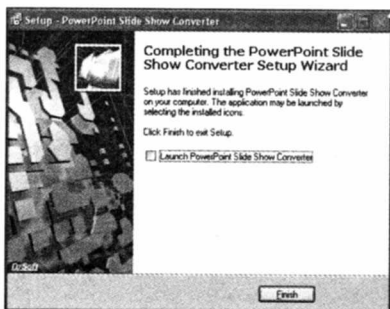 Setup - PowerPoint Slide Show Converter
Completing the PowerPoint Slide
Show Converter Setup Wizard
Setup has finished installing PowerPoint Slide Show Converter
on your computer. The application may be launched by
selecting the installed icons.
Click Finish to exit Setup.
Launch PowerPoint Slide Show Converter
Finish